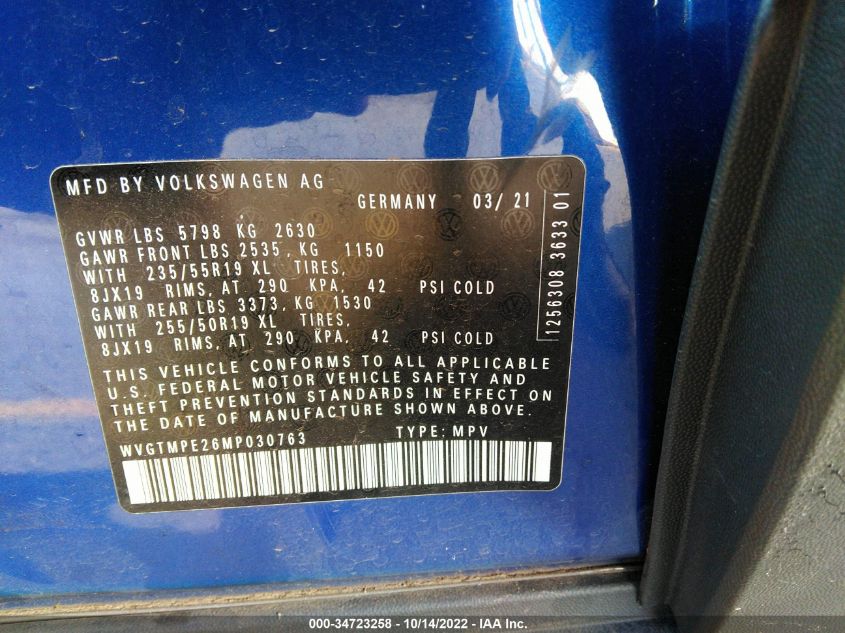 MFD BY VOLKSWAGEN AG
GERMANY 03/ 21
GVWR LBS 5798 KG 2630
GAWR FRONT LBS 2535, KG 1150
WITH 235/55R19 XL TIRES,
8JX19 RIMS, AT 290 KPA, 42 PSI COLD
GAWR REAR LBS 3373, KG 1530
WITH 255/50R19 XL TIRES,
8JX19 RIMS, AT 290 KPA, 42 PSI COLD
THIS VEHICLE CONFORMS TO ALL APPLICABLE
U.S. FEDERAL MOTOR VEHICLE SAFETY AND
THEFT PREVENTION STANDARDS IN EFFECT ON
THE DATE OF MANUFACTURE SHOWN ABOVE.
WVGTMPE26MP030763 TYPE: MPV
1256308 3633 01
000-34723258 - 10/14/2022 - IAA Inc.